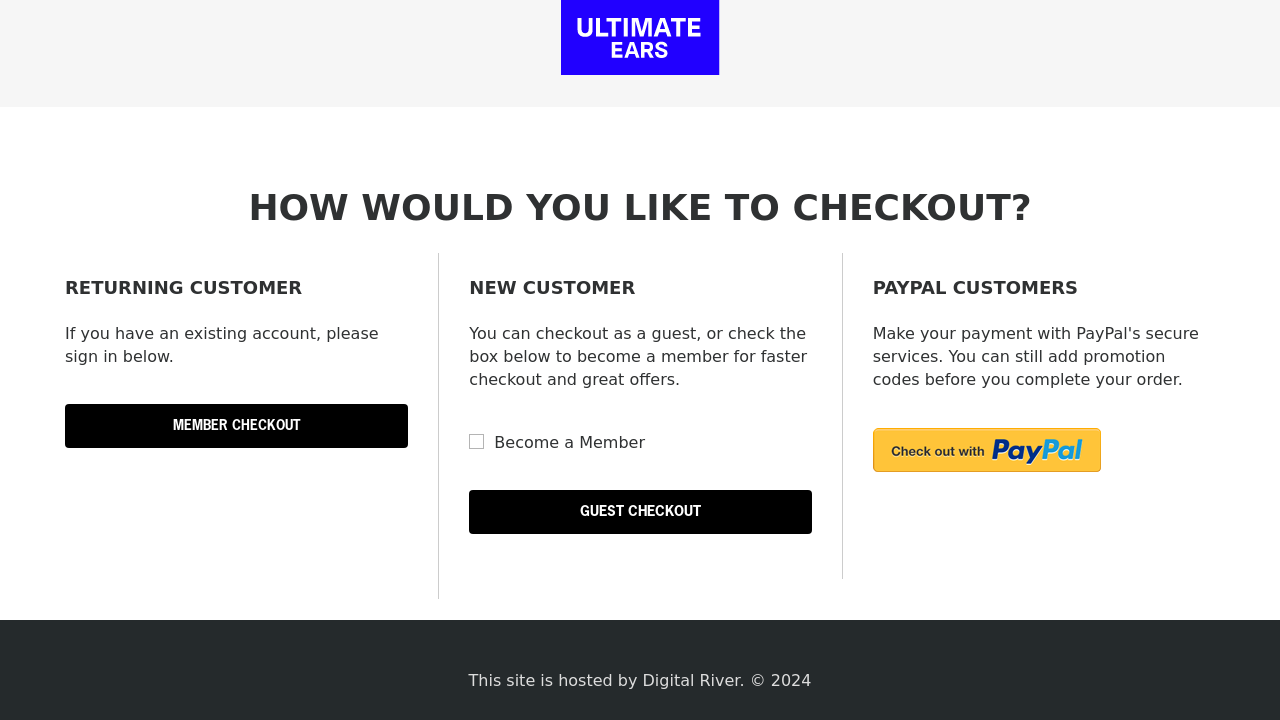 ULTIMATE
EARS
HOW WOULD YOU LIKE TO CHECKOUT?
RETURNING CUSTOMER
If you have an existing account, please
sign in below.
MEMBER CHECKOUT
NEW CUSTOMER
You can checkout as a guest, or check the
box below to become a member for faster
checkout and great offers.
Become a Member
GUEST CHECKOUT
PAYPAL CUSTOMERS
Make your payment with PayPal's secure
services. You can still add promotion
codes before you complete your order.
Check out with PayPal
This site is hosted by Digital River. © 2024